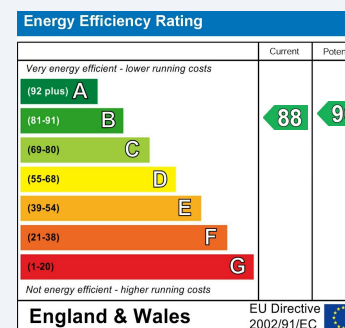 Energy Efficiency Rating
Current
Very energy efficient - lower running costs
(92 plus) A
(81-91) B
88
(69-80) C
(55-68) D
(39-54) E
(21-38) F
(1-20) G
Not energy efficient - higher running costs
England & Wales
EU Directive
2002/91/EC